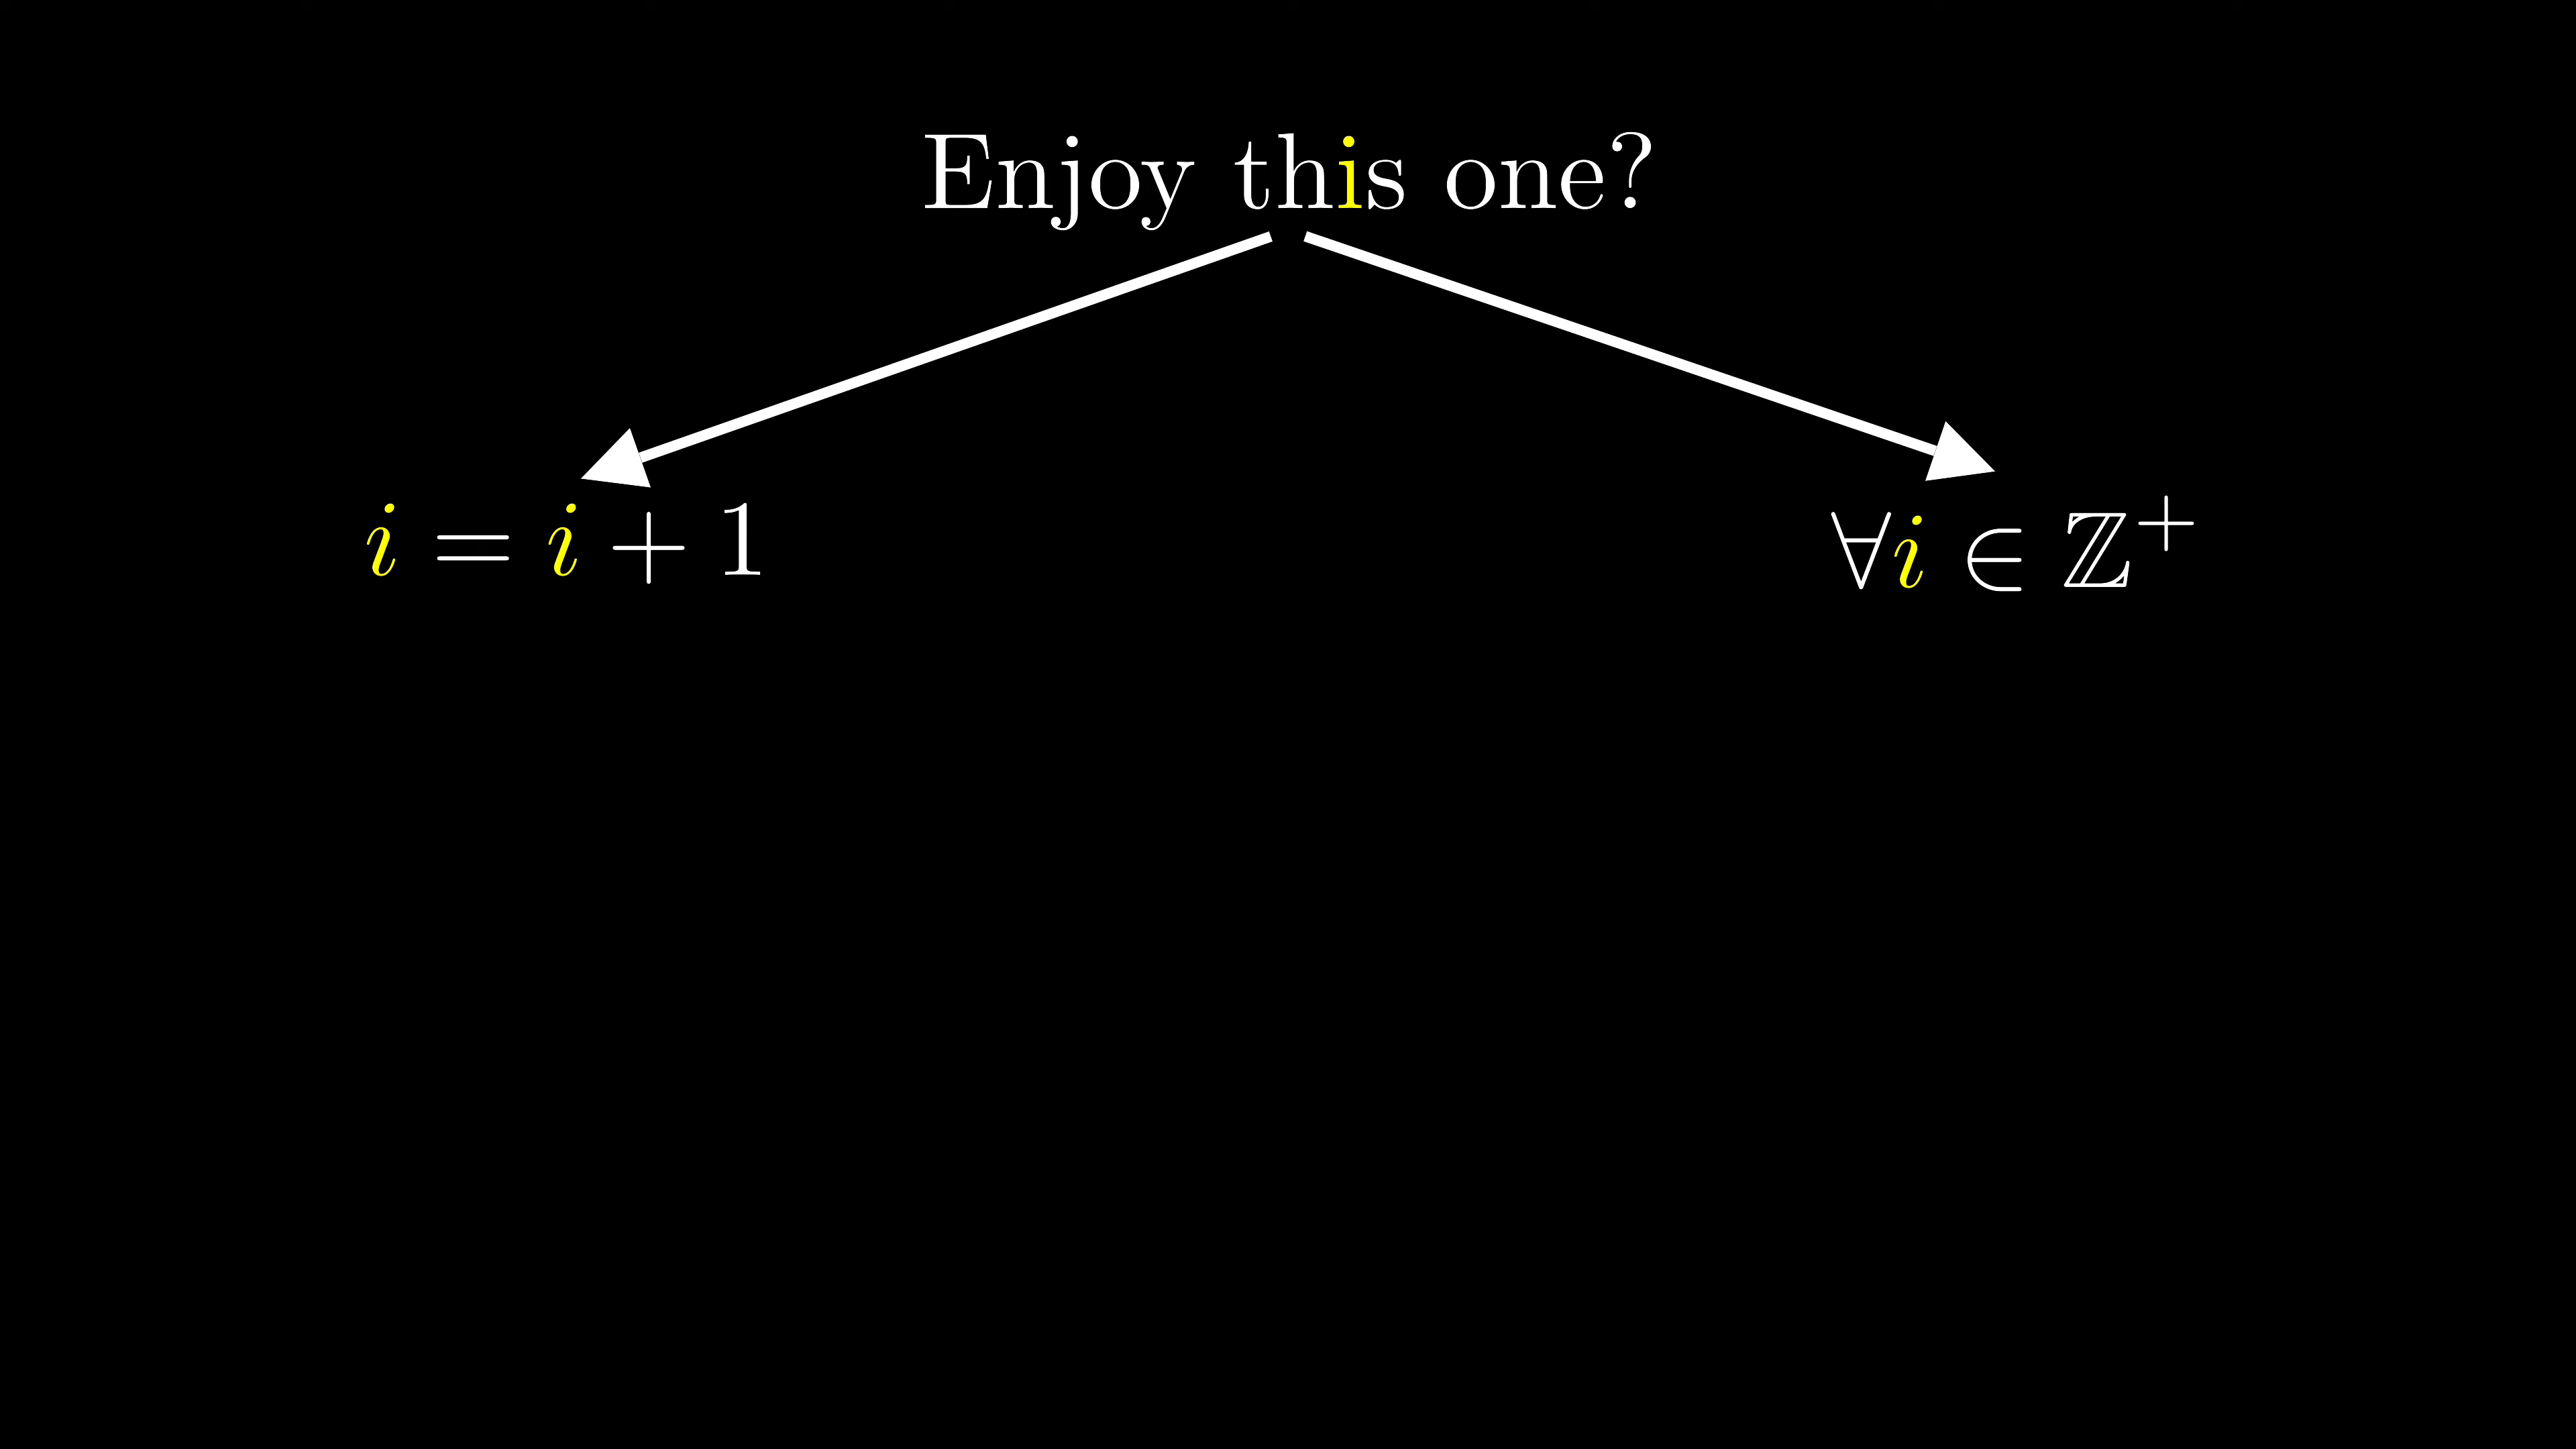 Enjoy this one?
i = i + 1
∀i ∈ ℤ⁺